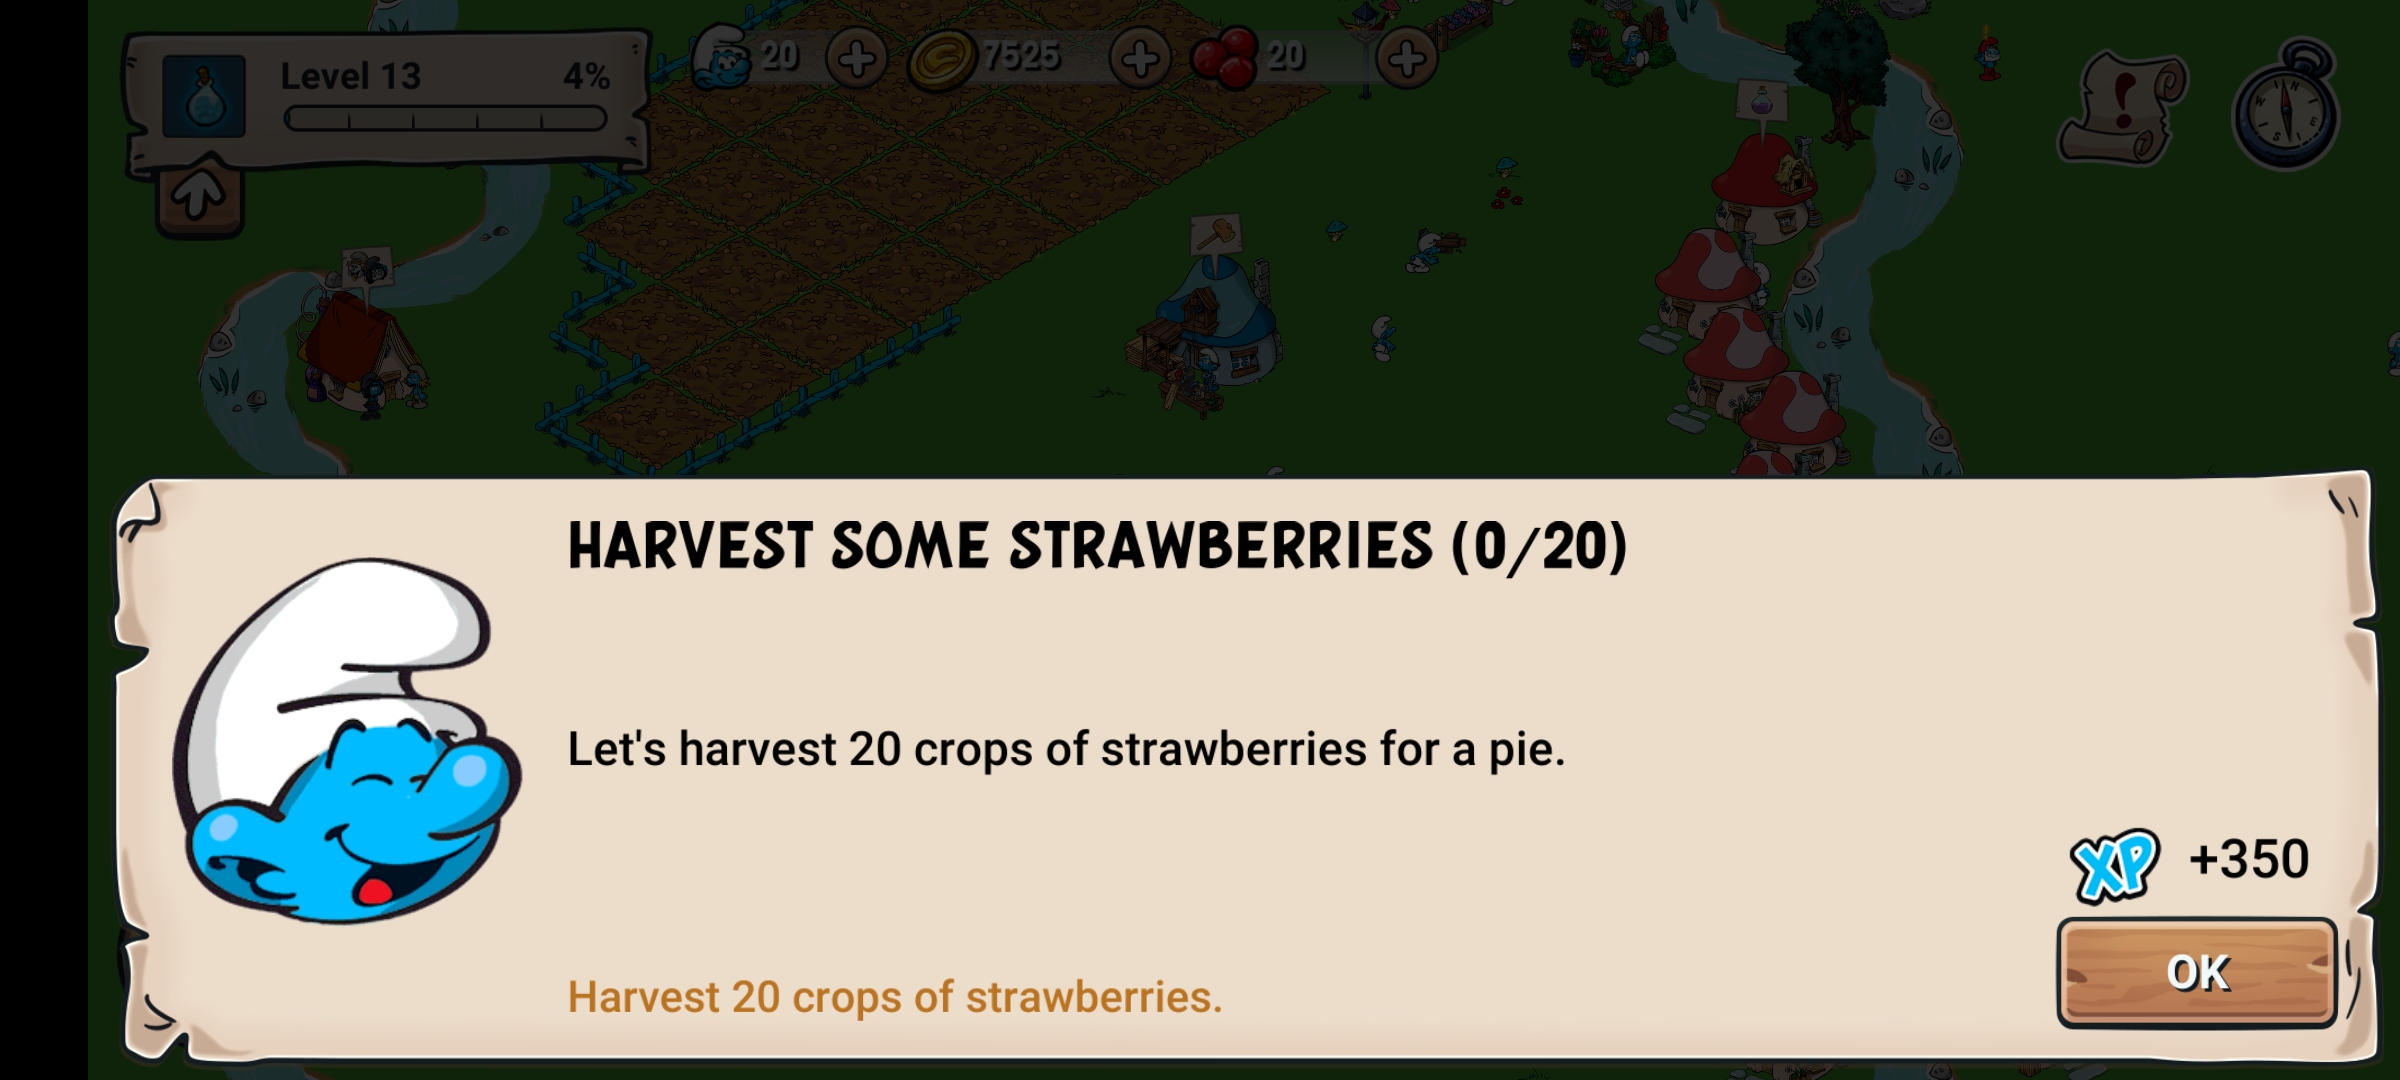 Level 13 4%
20
7525
20
HARVEST SOME STRAWBERRIES (0/20)
Let's harvest 20 crops of strawberries for a pie.
XP +350
Harvest 20 crops of strawberries.
OK